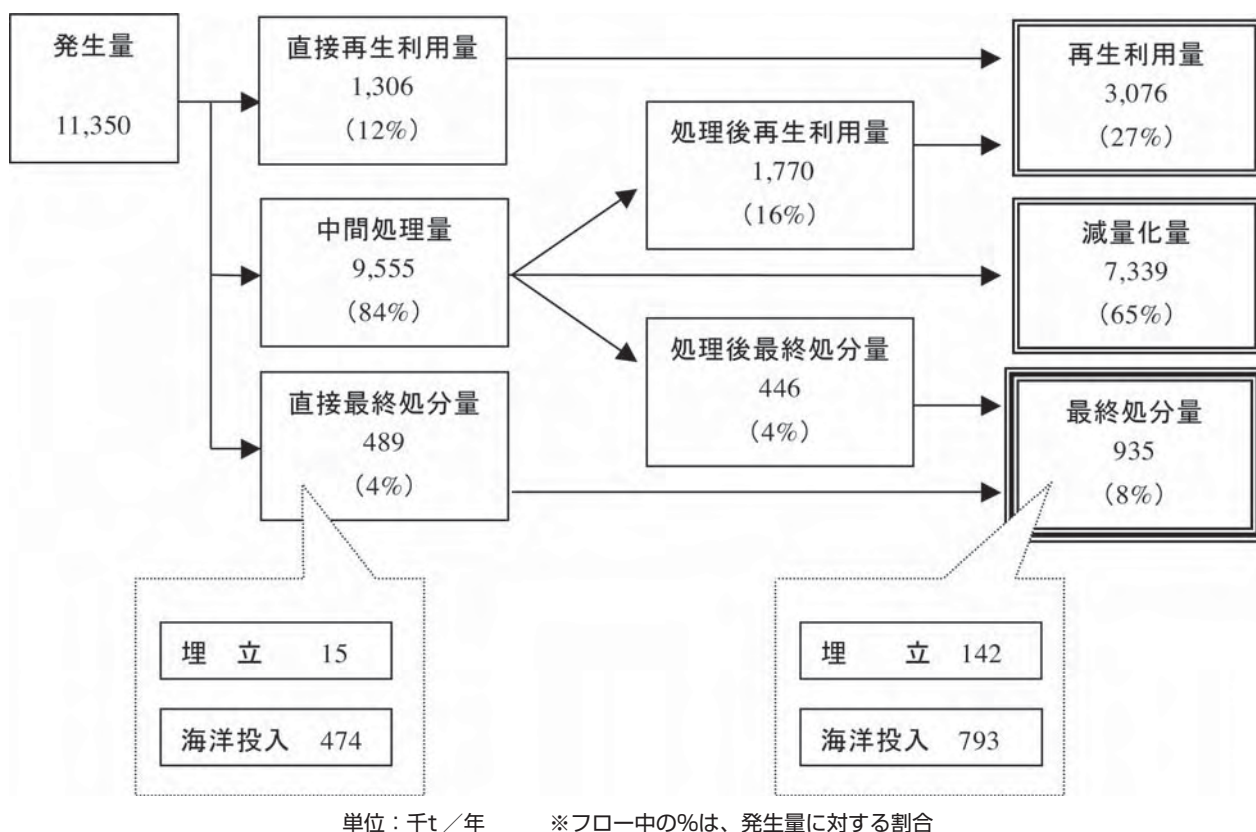 発生量
11,350
直接再生利用量
1,306
(12%)
中間処理量
9,555
(84%)
直接最終処分量
489
(4%)
処理後再生利用量
1,770
(16%)
処理後最終処分量
446
(4%)
再生利用量
3,076
(27%)
減量化量
7,339
(65%)
最終処分量
935
(8%)
埋 立 15
海洋投入 474
埋 立 142
海洋投入 793
単位：千t／年 ※フロー中の%は、発生量に対する割合